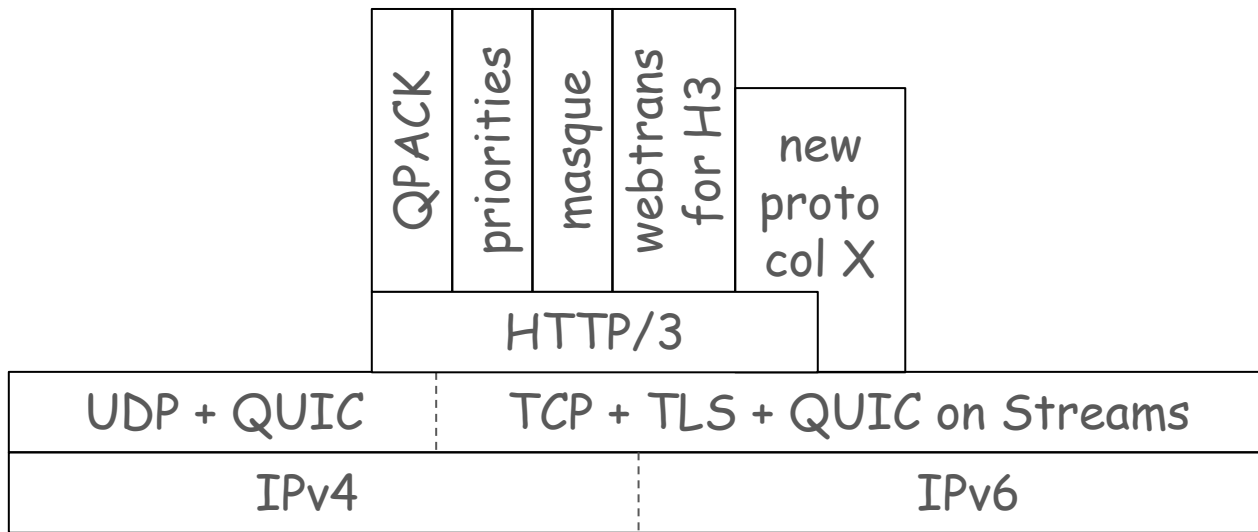 QPACK
priorities
masque
webtrans
for H3
new
proto
col X
HTTP/3
UDP + QUIC
TCP + TLS + QUIC on Streams
IPv4
IPv6